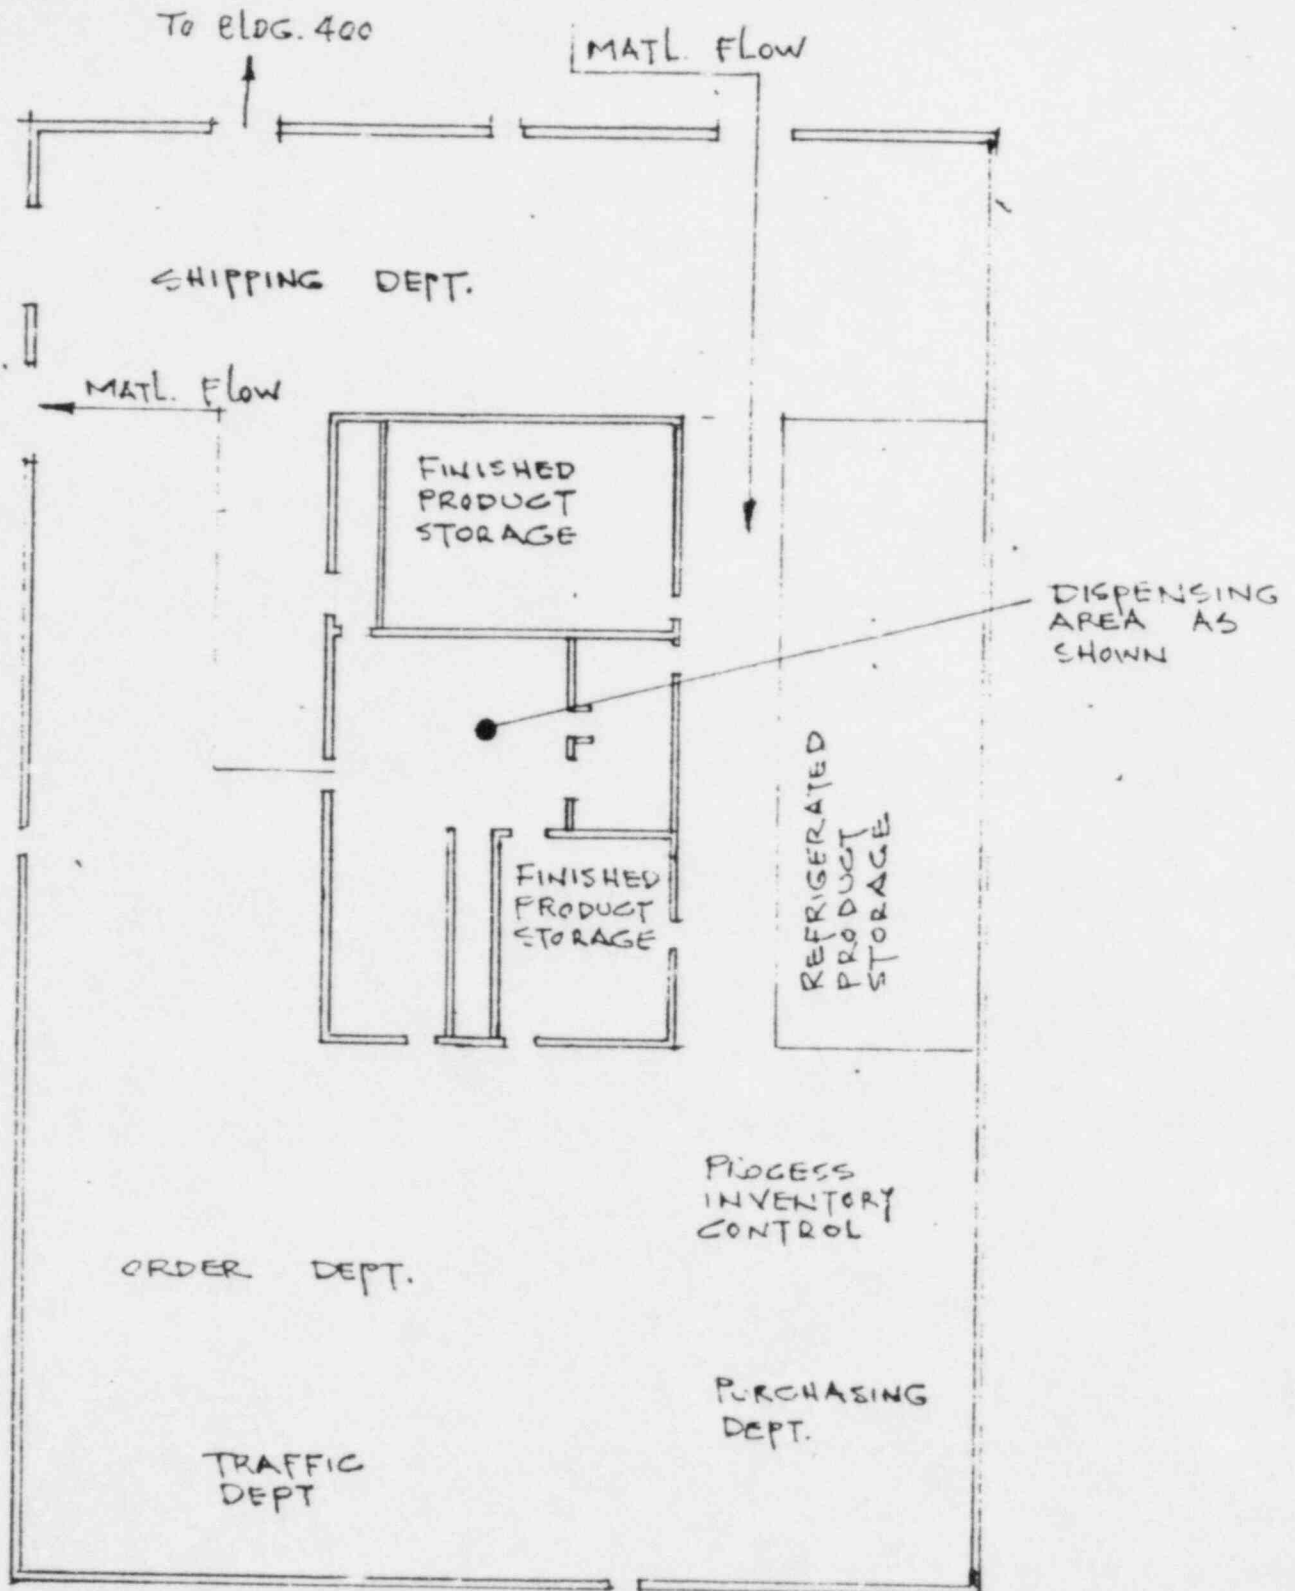 To BLDG. 400
MATL. FLOW
SHIPPING DEPT.
MATL. FLOW
FINISHED
PRODUCT
STORAGE
DISPENSING
AREA AS
SHOWN
REFRIGERATED
PRODUCT
STORAGE
FINISHED
PRODUCT
STORAGE
PROCESS
INVENTORY
CONTROL
ORDER DEPT.
PURCHASING
DEPT.
TRAFFIC
DEPT